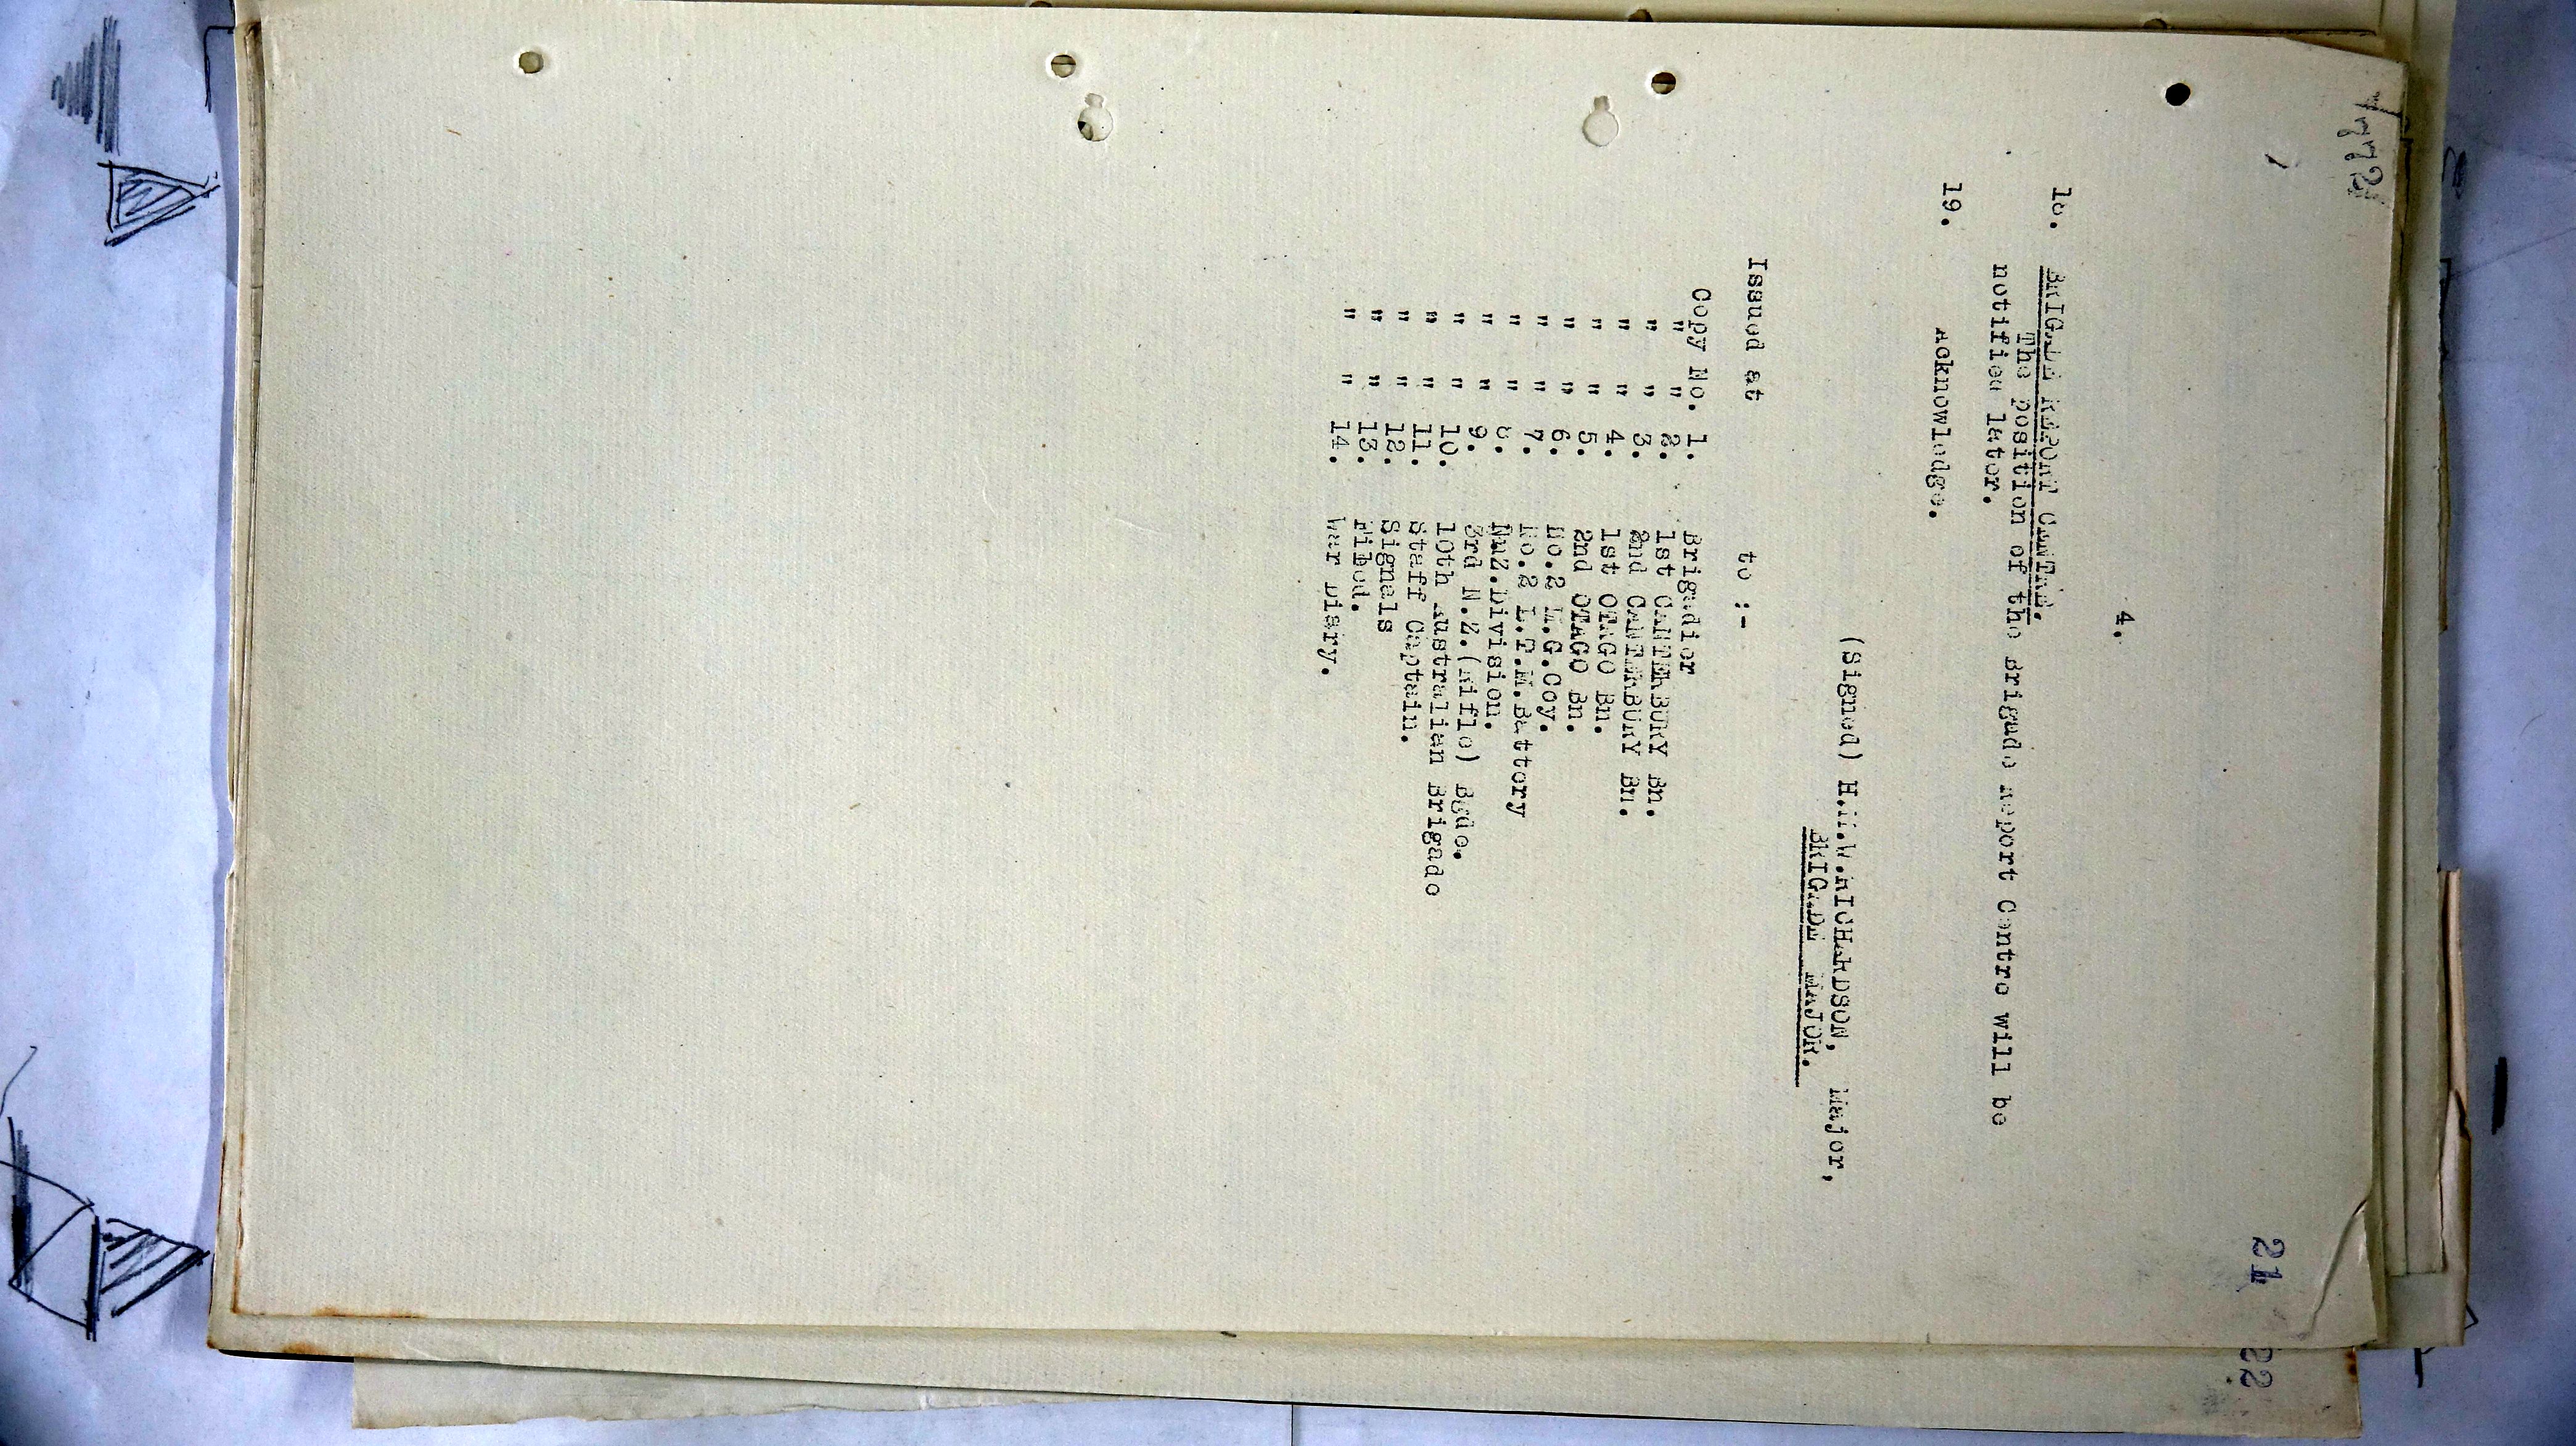 4.
21
18. BRIGADE REPORT CENTRE.
The position of the Brigade Report Centre will be
notified later.
19. Acknowledge.
(Signed) H.M.W.RICHARDSON, Major,
BRIGADE MAJOR.
Issued at to :-
Copy No. 1. Brigadier
" " 2. 1st CANTERBURY Bn.
" " 3. 2nd CANTERBURY Bn.
" " 4. 1st OTAGO Bn.
" " 5. 2nd OTAGO Bn.
" " 6. No.2 M.G.Coy.
" " 7. No.2 L.T.M.Battery
" " 8. N.Z.Division.
" " 9. 3rd N.Z.(Rifle) Bgde.
" " 10. 10th Australian Brigade
" " 11. Staff Captain.
" " 12. Signals
" " 13. Filed.
" " 14. War Diary.
22